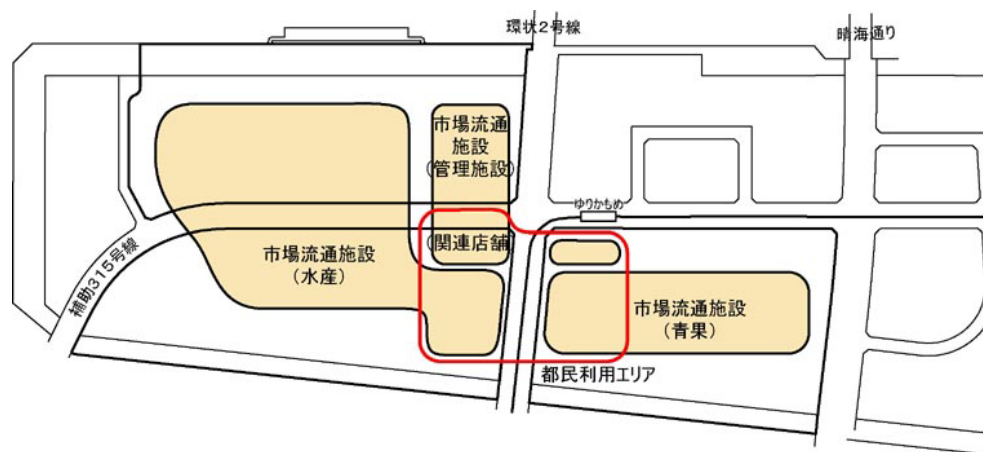 環状2号線
晴海通り
市場流通
施設
(管理施設)
ゆりかもめ
(関連店舗)
補助315号線
市場流通施設
(水産)
市場流通施設
(青果)
都民利用エリア